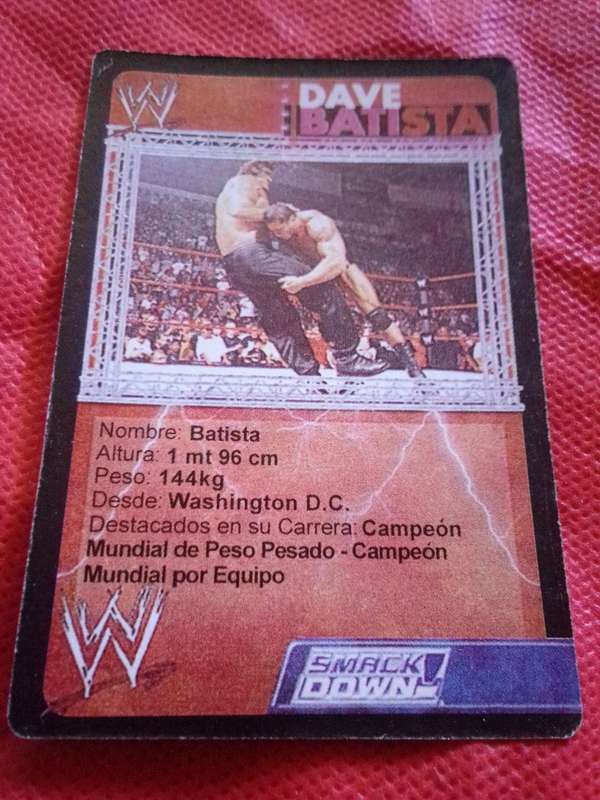 W
DAVE
BATISTA
Nombre: Batista
Altura: 1 mt 96 cm
Peso: 144kg
Desde: Washington D.C.
Destacados en su Carrera: Campeón
Mundial de Peso Pesado - Campeón
Mundial por Equipo
W
SMACK
DOWN!